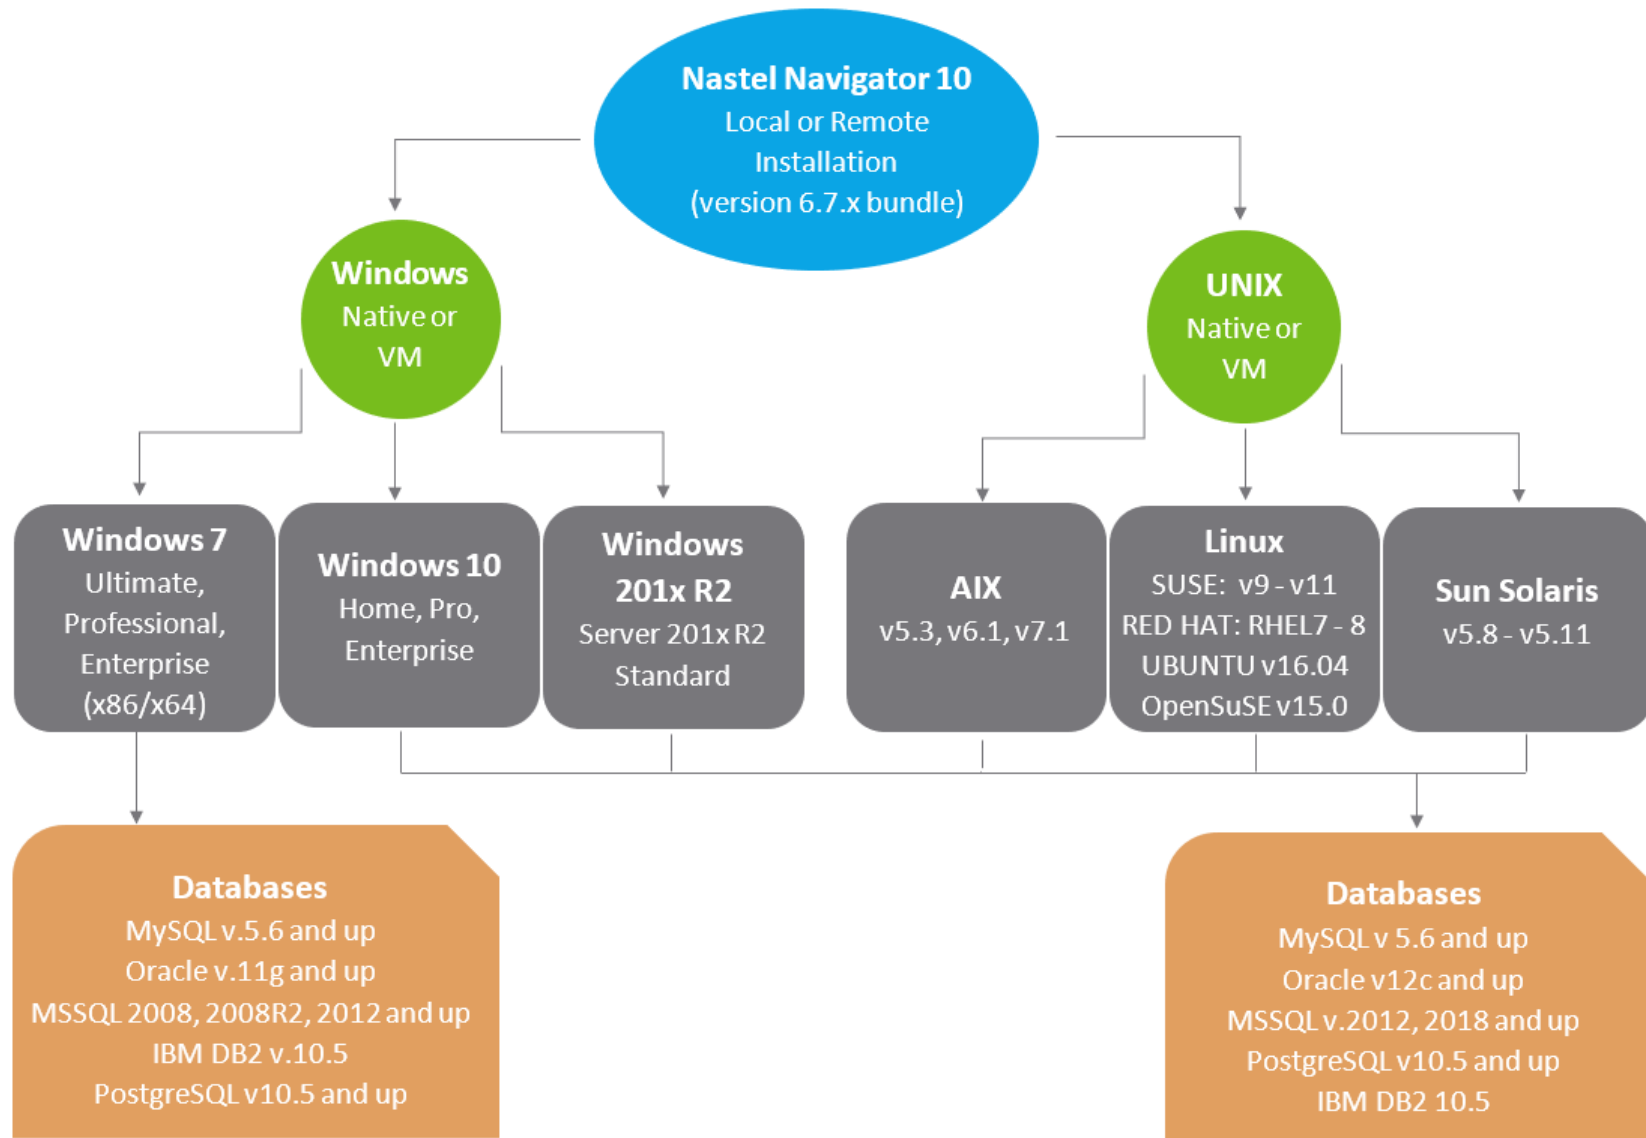 Nastel Navigator 10
Local or Remote
Installation
(version 6.7.x bundle)
Windows
Native or
VM
UNIX
Native or
VM
Windows 7
Ultimate,
Professional,
Enterprise
(x86/x64)
Windows 10
Home, Pro,
Enterprise
Windows
201x R2
Server 201x R2
Standard
AIX
v5.3, v6.1, v7.1
Linux
SUSE: v9 - v11
RED HAT: RHEL7 - 8
UBUNTU v16.04
OpenSuSE v15.0
Sun Solaris
v5.8 - v5.11
Databases
MySQL v.5.6 and up
Oracle v.11g and up
MSSQL 2008, 2008R2, 2012 and up
IBM DB2 v.10.5
PostgreSQL v10.5 and up
Databases
MySQL v 5.6 and up
Oracle v12c and up
MSSQL v.2012, 2018 and up
PostgreSQL v10.5 and up
IBM DB2 10.5